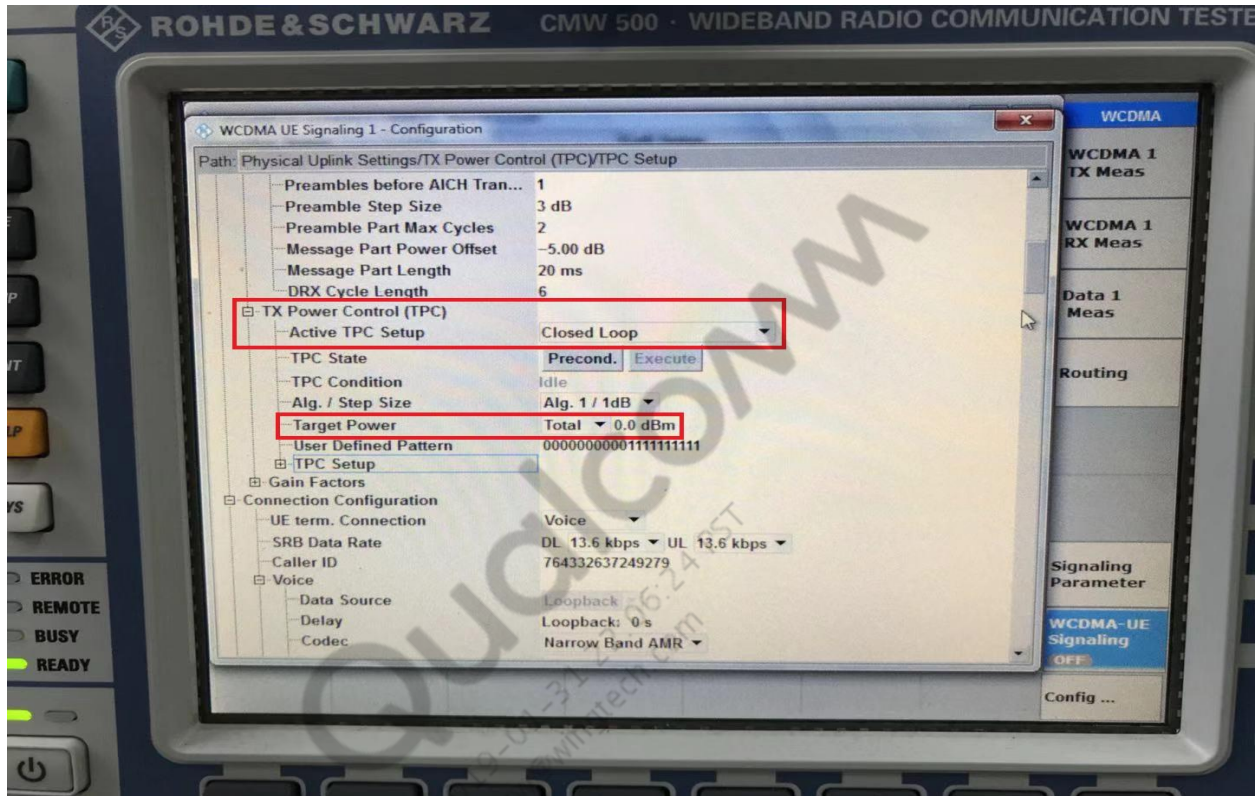 ROHDE&SCHWARZ CMW 500 · WIDEBAND RADIO COMMUNICATION
WCDMA UE Signaling 1 - Configuration
Path: Physical Uplink Settings/TX Power Control (TPC)/TPC Setup
Preambles before AICH Tran... 1
Preamble Step Size 3 dB
Preamble Part Max Cycles 2
Message Part Power Offset -5.00 dB
Message Part Length 20 ms
DRX Cycle Length 6
TX Power Control (TPC)
Active TPC Setup Closed Loop
TPC State Precond. Execute
TPC Condition Idle
Alg. / Step Size Alg. 1 / 1dB
Target Power Total 0.0 dBm
User Defined Pattern 00000000001111111111
TPC Setup
Gain Factors
Connection Configuration
UE term. Connection Voice
SRB Data Rate DL 13.6 kbps UL 13.6 kbps
Caller ID 764332637249279
Voice
Data Source Loopback
Delay Loopback: 0 s
Codec Narrow Band AMR
WCDMA
WCDMA 1
TX Meas
WCDMA 1
RX Meas
Data 1
Meas
Routing
Signaling
Parameter
WCDMA-UE
Signaling
OFF
Config ...
ERROR
REMOTE
BUSY
READY
Qualcomm